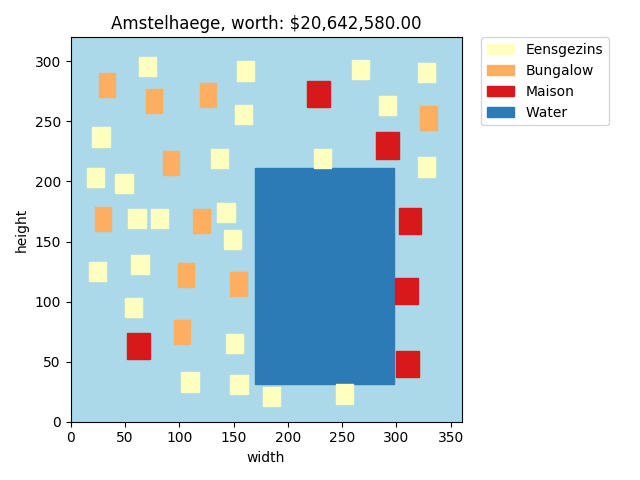 Amstelhaege, worth: $20,642,580.00
Eensgezins
Bungalow
Maison
Water
height
300
250
200
150
100
50
0
0 50 100 150 200 250 300 350
width